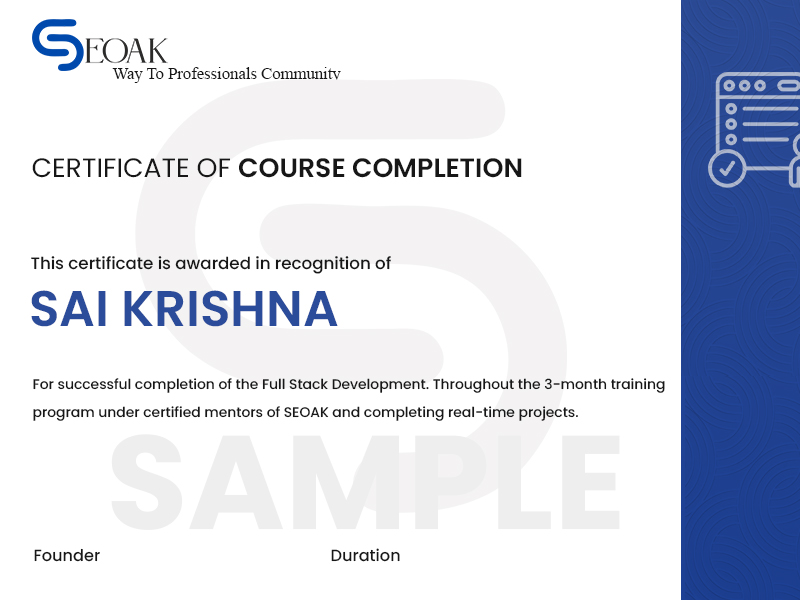 SEOAK
Way To Professionals Community
CERTIFICATE OF COURSE COMPLETION
This certificate is awarded in recognition of
SAI KRISHNA
For successful completion of the Full Stack Development. Throughout the 3-month training
program under certified mentors of SEOAK and completing real-time projects.
SAMPLE
Founder
Duration